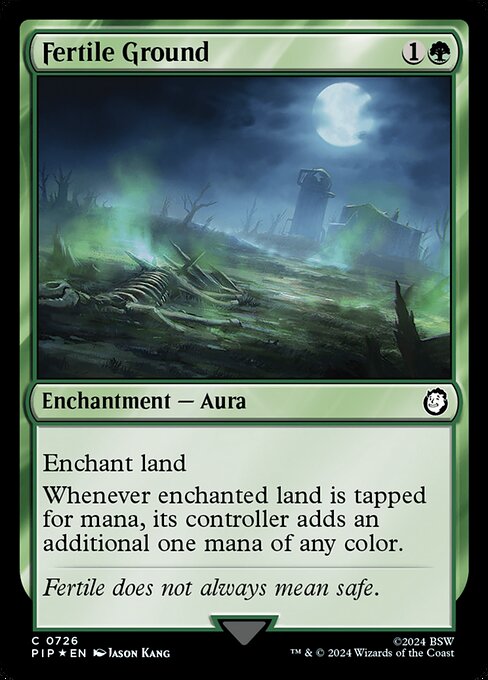 Fertile Ground 1
Enchantment — Aura
Enchant land
Whenever enchanted land is tapped
for mana, its controller adds an
additional one mana of any color.
Fertile does not always mean safe.
C 0726 ©2024 BSW
PIP★EN Jason Kang ™ & © 2024 Wizards of the Coast